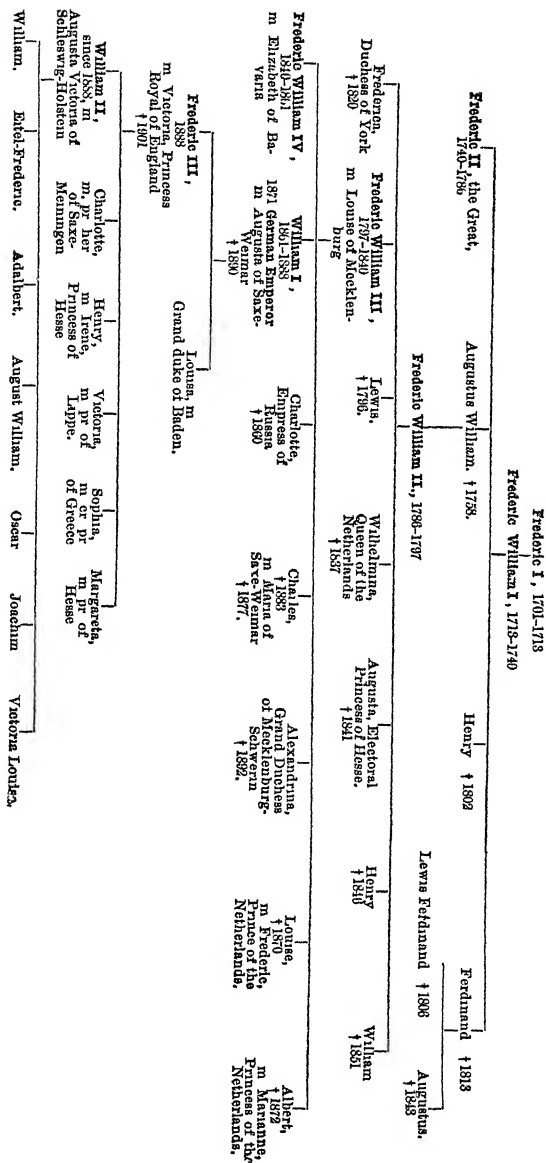 Frederic I, 1701–1713
Frederic William I, 1713–1740
Frederic II, the Great,
1740–1786
Augustus William. † 1758.
Henry † 1802
Ferdinand † 1813
Frederic William II., 1786–1797
Lewis Ferdinand † 1806
Augustus.
† 1843
Frederica,
Duchess of York
† 1820
Frederic William III,
1797–1840
m Louise of Mecklen-
burg
Lewis.
† 1796.
Wilhelmina,
Queen of the
Netherlands
† 1837
Augusta, Electoral
Princess of Hesse.
† 1841
Henry
† 1846
William
† 1851
Frederic William IV,
1840–1861
m Elizabeth of Ba-
varia
William I,
1861–1888
1871 German Emperor
m Augusta of Saxe-
Weimar
† 1890
Charlotte,
Empress of
Russia
† 1860
Charles,
† 1883
m Maria of
Saxe-Weimar
† 1877.
Alexandrina,
Grand Duchess
of Mecklenburg-
Schwerin
† 1892.
Louise,
† 1870
m Frederic,
Prince of the
Netherlands.
Albert,
† 1872
m Marianne,
Princess of the
Netherlands.
Frederic III,
1888
m Victoria, Princess
Royal of England
† 1901
Louisa, m
Grand duke of Baden.
William II,
since 1888, m
Augusta Victoria of
Schleswig-Holstein
Charlotte,
m. pr her
of Saxe-
Meiningen
Henry,
m Irene,
Princess of
Hesse
Victoria,
m pr of
Lippe.
Sophia,
m cr pr
of Greece
Margareta,
m pr of
Hesse
William.
Eitel-Frederic.
Adalbert.
August William.
Oscar
Joachim
Victoria Louisa.